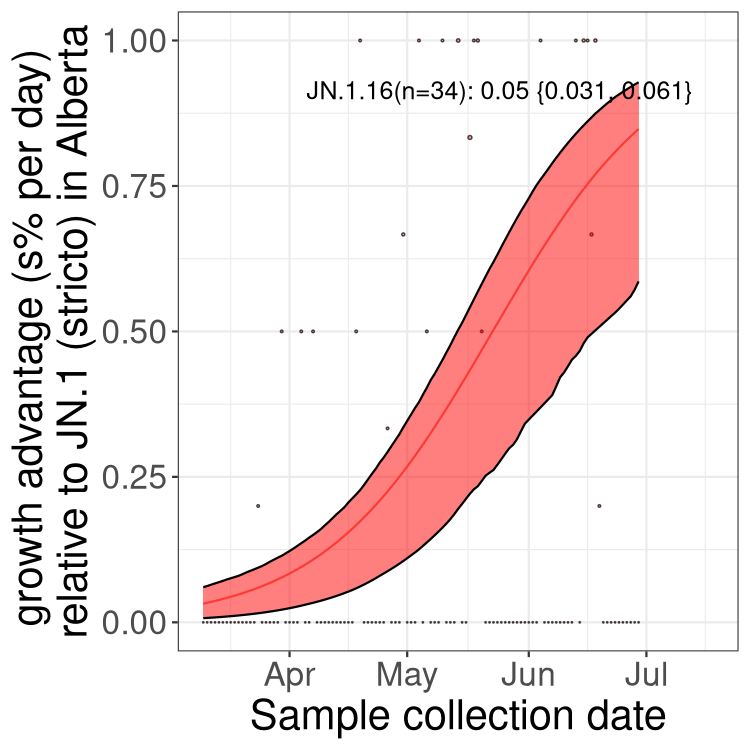 growth advantage (s% per day)
relative to JN.1 (stricto) in Alberta
1.00
0.75
0.50
0.25
0.00
JN.1.16(n=34): 0.05 {0.031, 0.061}
Apr
May
Jun
Jul
Sample collection date